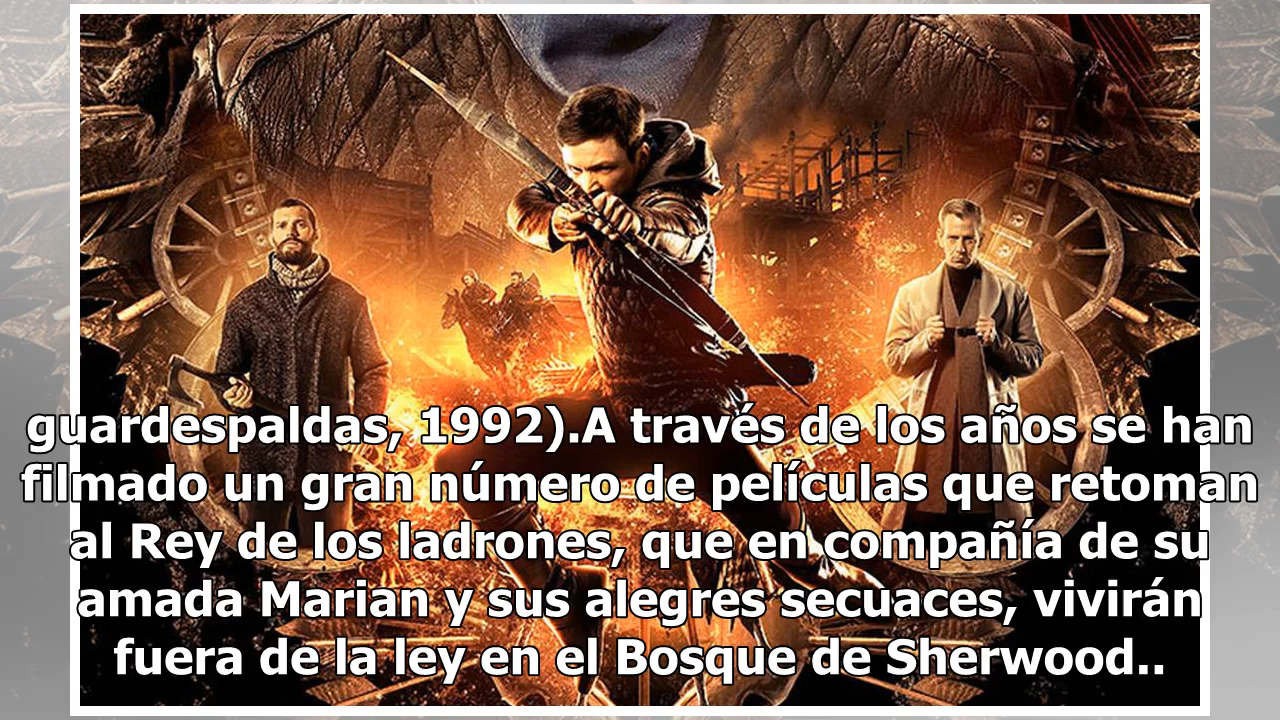 guardespaldas, 1992).A través de los años se han
filmado un gran número de películas que retoman
al Rey de los ladrones, que en compañía de su
amada Marian y sus alegres secuaces, vivirán
fuera de la ley en el Bosque de Sherwood..